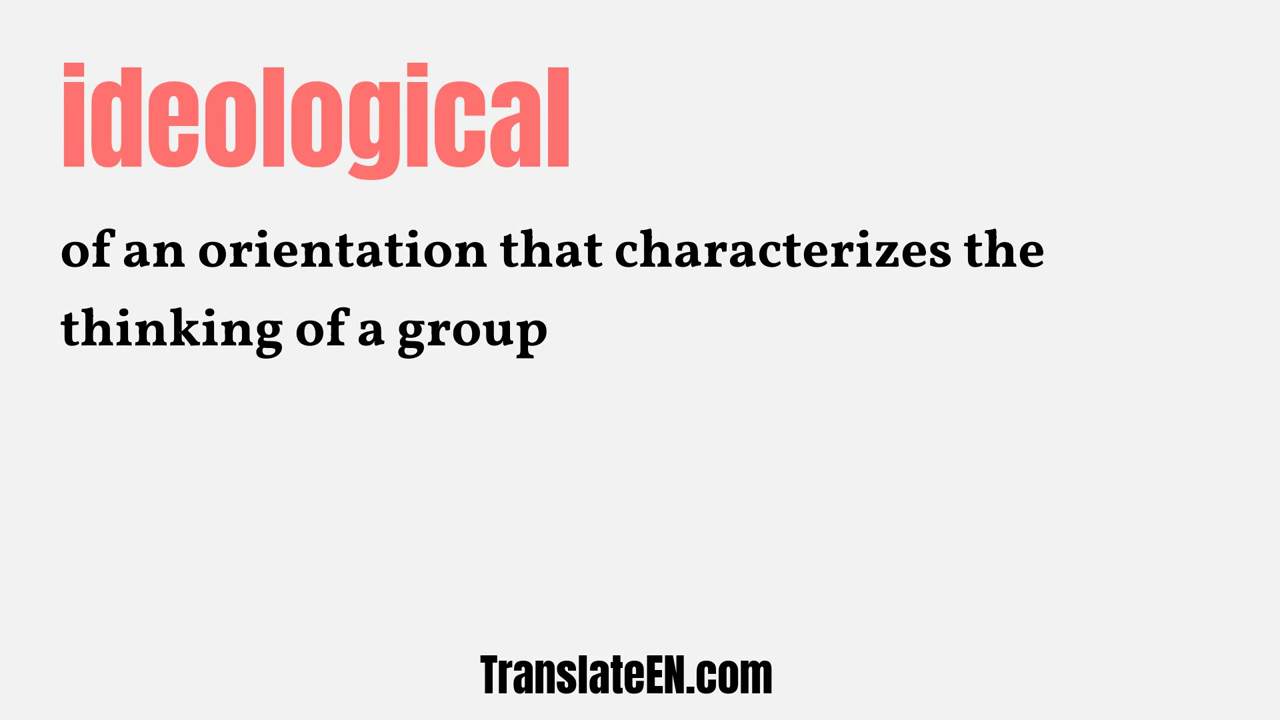 ideological
of an orientation that characterizes the
thinking of a group
TranslateEN.com